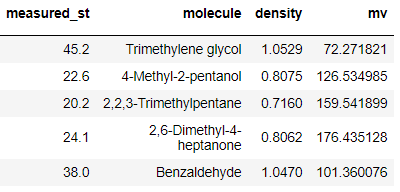 measured_st molecule density mv
45.2 Trimethylene glycol 1.0529 72.271821
22.6 4-Methyl-2-pentanol 0.8075 126.534985
20.2 2,2,3-Trimethylpentane 0.7160 159.541899
24.1 2,6-Dimethyl-4-
heptanone 0.8062 176.435128
38.0 Benzaldehyde 1.0470 101.360076